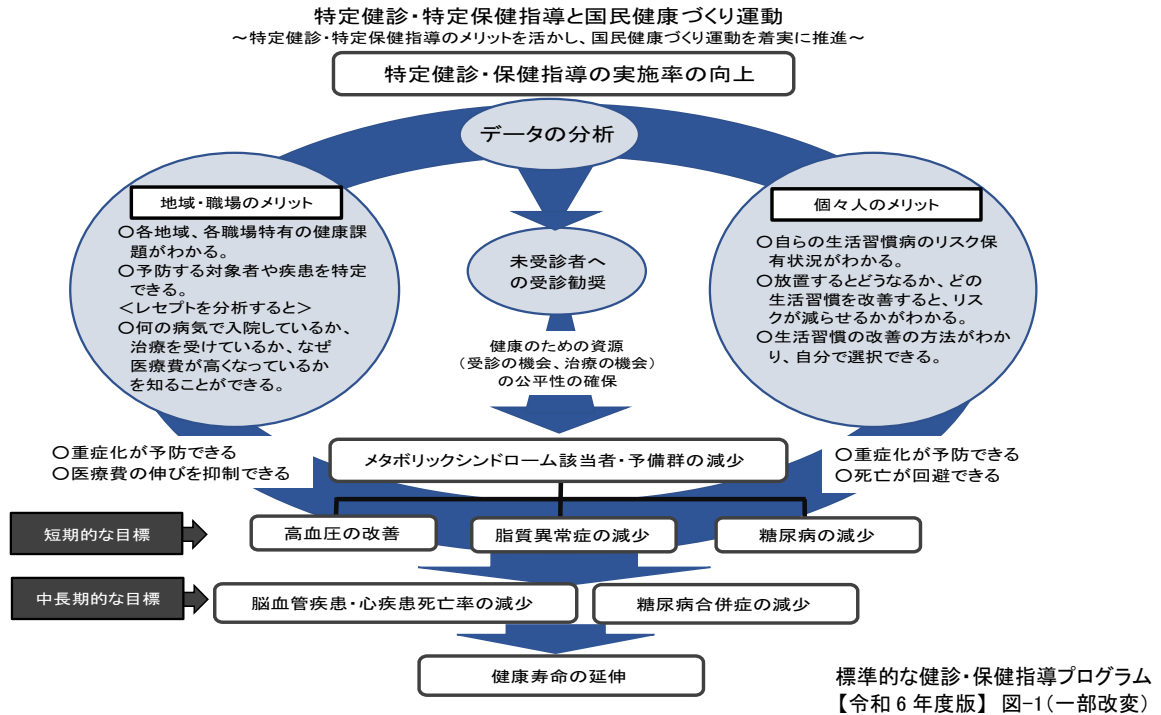 特定健診・特定保健指導と国民健康づくり運動
～特定健診・特定保健指導のメリットを活かし、国民健康づくり運動を着実に推進～
特定健診・保健指導の実施率の向上
データの分析
地域・職場のメリット
○各地域、各職場特有の健康課
題がわかる。
○予防する対象者や疾患を特定
できる。
＜レセプトを分析すると＞
○何の病気で入院しているか、
治療を受けているか、なぜ
医療費が高くなっているか
を知ることができる。
未受診者へ
の受診勧奨
個々人のメリット
○自らの生活習慣病のリスク保
有状況がわかる。
○放置するとどうなるか、どの
生活習慣を改善すると、リス
クが減らせるかがわかる。
○生活習慣の改善の方法がわか
り、自分で選択できる。
健康のための資源
（受診の機会、治療の機会）
の公平性の確保
○重症化が予防できる
○医療費の伸びを抑制できる
メタボリックシンドローム該当者・予備群の減少
○重症化が予防できる
○死亡が回避できる
短期的な目標
高血圧の改善
脂質異常症の減少
糖尿病の減少
中長期的な目標
脳血管疾患・心疾患死亡率の減少
糖尿病合併症の減少
健康寿命の延伸
標準的な健診・保健指導プログラム
【令和6年度版】 図-1（一部改変）